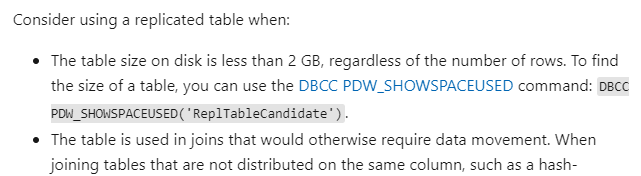 Consider using a replicated table when:
• The table size on disk is less than 2 GB, regardless of the number of rows. To find
the size of a table, you can use the DBCC PDW_SHOWSPACEUSED command: DBCC
PDW_SHOWSPACEUSED('ReplTableCandidate').
• The table is used in joins that would otherwise require data movement. When
joining tables that are not distributed on the same column, such as a hash-